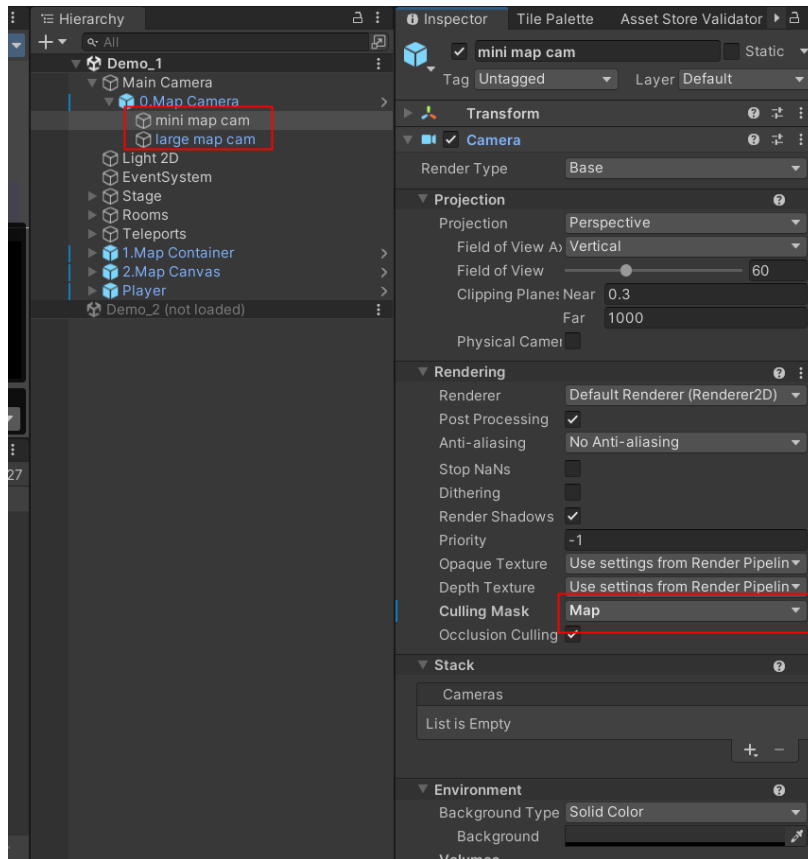 Hierarchy
All
Demo_1
Main Camera
0.Map Camera
mini map cam
large map cam
Light 2D
EventSystem
Stage
Rooms
Teleports
1.Map Container
2.Map Canvas
Player
Demo_2 (not loaded)
27
Inspector Tile Palette Asset Store Validator
mini map cam Static
Tag Untagged Layer Default
Transform
Camera
Render Type Base
Projection
Projection Perspective
Field of View Ax Vertical
Field of View 60
Clipping Planes Near 0.3
Far 1000
Physical Camer
Rendering
Renderer Default Renderer (Renderer2D)
Post Processing
Anti-aliasing No Anti-aliasing
Stop NaNs
Dithering
Render Shadows
Priority -1
Opaque Texture Use settings from Render Pipelin
Depth Texture Use settings from Render Pipelin
Culling Mask Map
Occlusion Culling
Stack
Cameras
List is Empty
Environment
Background Type Solid Color
Background
Volumes